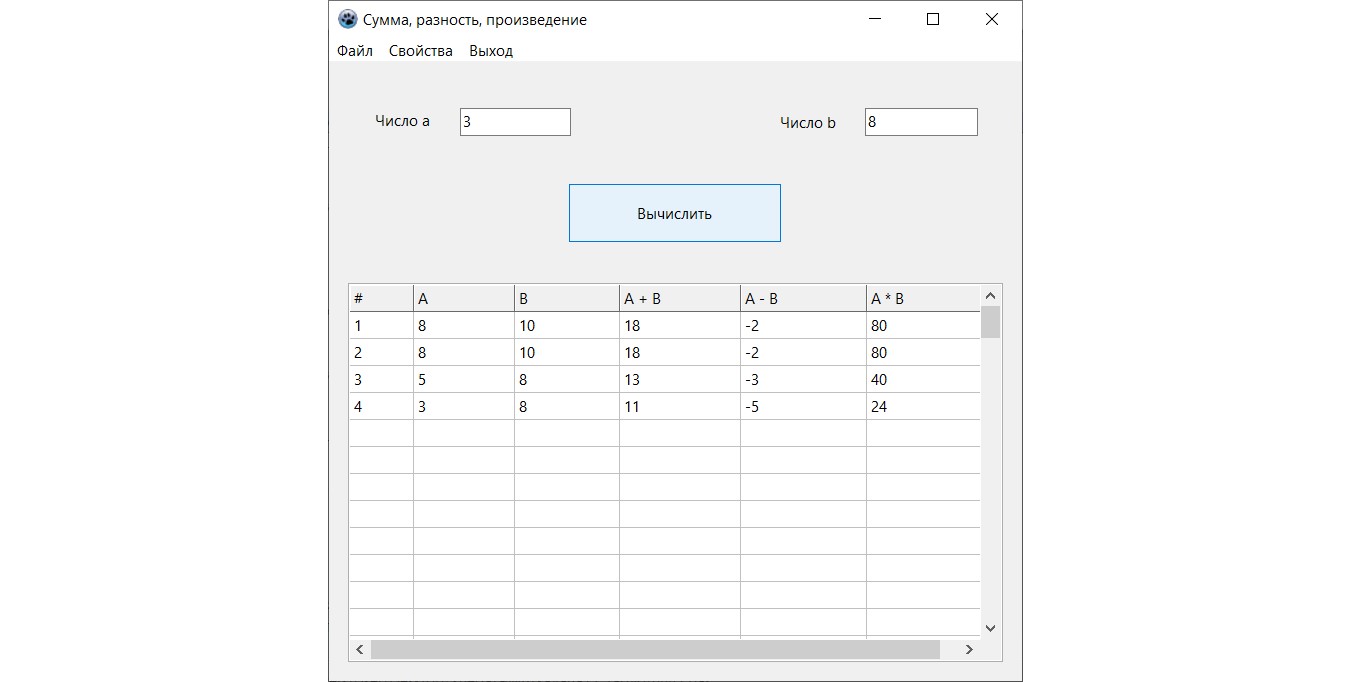 Сумма, разность, произведение
Файл Свойства Выход
Число a 3 Число b 8
Вычислить
# A B A + B A - B A * B
1 8 10 18 -2 80
2 8 10 18 -2 80
3 5 8 13 -3 40
4 3 8 11 -5 24